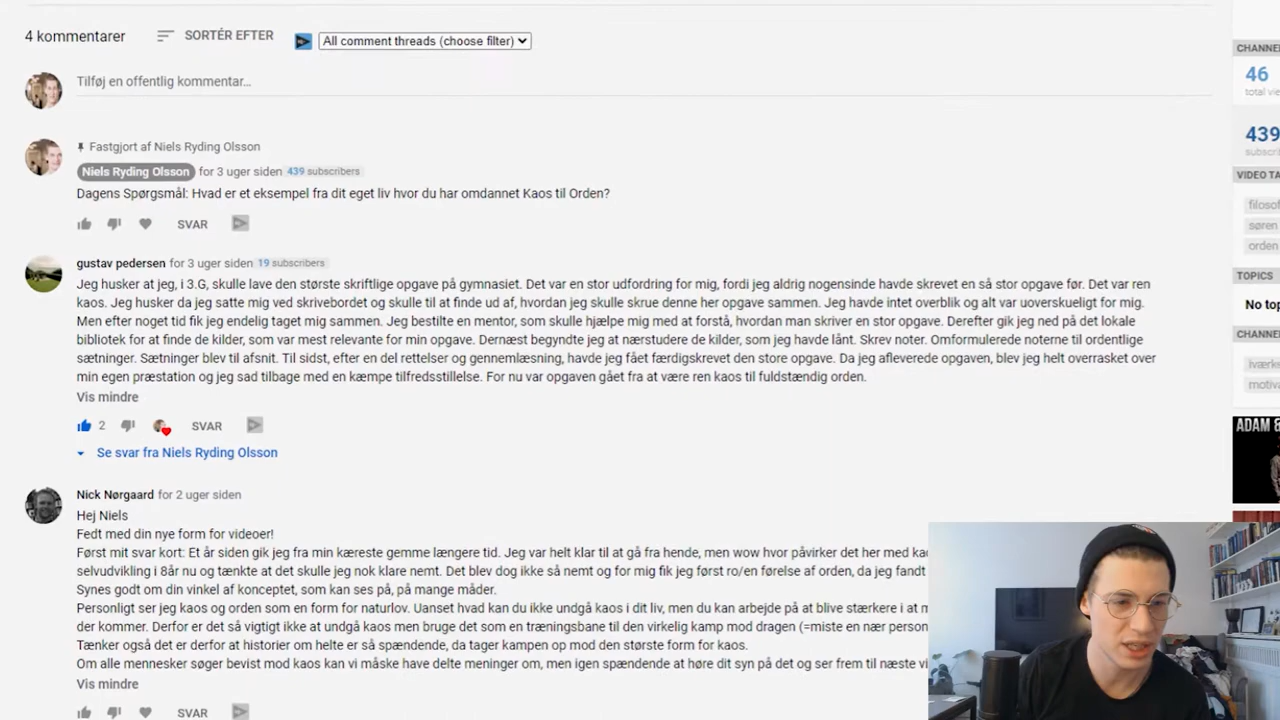 4 kommentarer
SORTÉR EFTER
All comment threads (choose filter)
Tilføj en offentlig kommentar...
Fastgjort af Niels Ryding Olsson
Niels Ryding Olsson for 3 uger siden 439 subscribers
Dagens Spørgsmål: Hvad er et eksempel fra dit eget liv hvor du har omdannet Kaos til Orden?
SVAR
gustav pedersen for 3 uger siden 19 subscribers
Jeg husker at jeg, i 3.G, skulle lave den største skriftlige opgave på gymnasiet. Det var en stor udfordring for mig, fordi jeg aldrig nogensinde havde skrevet en så stor opgave før. Det var ren
kaos. Jeg husker da jeg satte mig ved skrivebordet og skulle til at finde ud af, hvordan jeg skulle skrue denne her opgave sammen. Jeg havde intet overblik og alt var uoverskueligt for mig.
Men efter noget tid fik jeg endelig taget mig sammen. Jeg bestilte en mentor, som skulle hjælpe mig med at forstå, hvordan man skriver en stor opgave. Derefter gik jeg ned på det lokale
bibliotek for at finde de kilder, som var mest relevante for min opgave. Dernæst begyndte jeg at nærstudere de kilder, som jeg havde lånt. Skrev noter. Omformulerede noterne til ordentlige
sætninger. Sætninger blev til afsnit. Til sidst, efter en del rettelser og gennemlæsning, havde jeg fået færdigskrevet den store opgave. Da jeg afleverede opgaven, blev jeg helt overrasket over
min egen præstation og jeg sad tilbage med en kæmpe tilfredsstillelse. For nu var opgaven gået fra at være ren kaos til fuldstændig orden.
Vis mindre
2 SVAR
Se svar fra Niels Ryding Olsson
Nick Nørgaard for 2 uger siden
Hej Niels
Fedt med din nye form for videoer!
Først mit svar kort: Et år siden gik jeg fra min kæreste gemme længere tid. Jeg var helt klar til at gå fra hende, men wow hvor påvirker det her med
selvudvikling i 8år nu og tænkte at det skulle jeg nok klare nemt. Det blev dog ikke så nemt og for mig fik jeg først ro/en førelse af orden, da jeg fandt
Synes godt om din vinkel af konceptet, som kan ses på, på mange måder.
Personligt ser jeg kaos og orden som en form for naturlov. Uanset hvad kan du ikke undgå kaos i dit liv, men du kan arbejde på at blive stærkere i at
der kommer. Derfor er det så vigtigt ikke at undgå kaos men bruge det som en træningsbane til den virkelig kamp mod dragen (=miste en nær
Tænker også det er derfor at historier om helte er så spændende, da tager kampen op mod den største form for kaos.
Om alle mennesker søger bevist mod kaos kan vi måske have delte meninger om, men igen spændende at høre dit syn på det og ser frem til næste
Vis mindre
SVAR
46
439
VIDEO
TOPICS
No
ADAM &